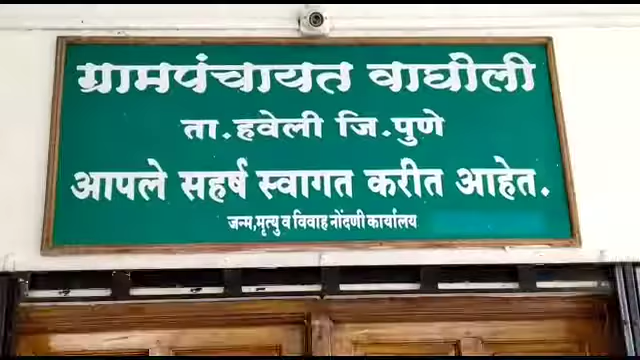 ग्रामपंचायत वाघोली
ता.हवेली जि.पुणे
आपले सहर्ष स्वागत करीत आहेत.
जन्म,मृत्यु व विवाह नोंदणी कार्यालय